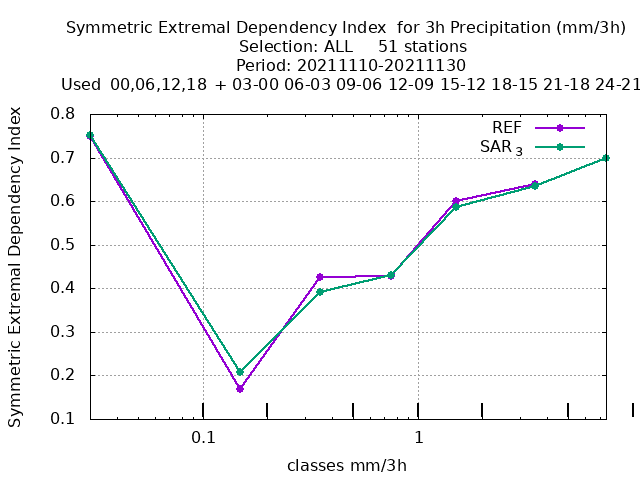 Symmetric Extremal Dependency Index  for 3h Precipitation (mm/3h)
Selection: ALL     51 stations
Period: 20211110-20211130
Used  00,06,12,18  + 03-00 06-03 09-06 12-09 15-12 18-15 21-18 24-21
Symmetric Extremal Dependency Index
0.8
0.7
0.6
0.5
0.4
0.3
0.2
0.1
REF
SAR 3
0.1 1
classes mm/3h